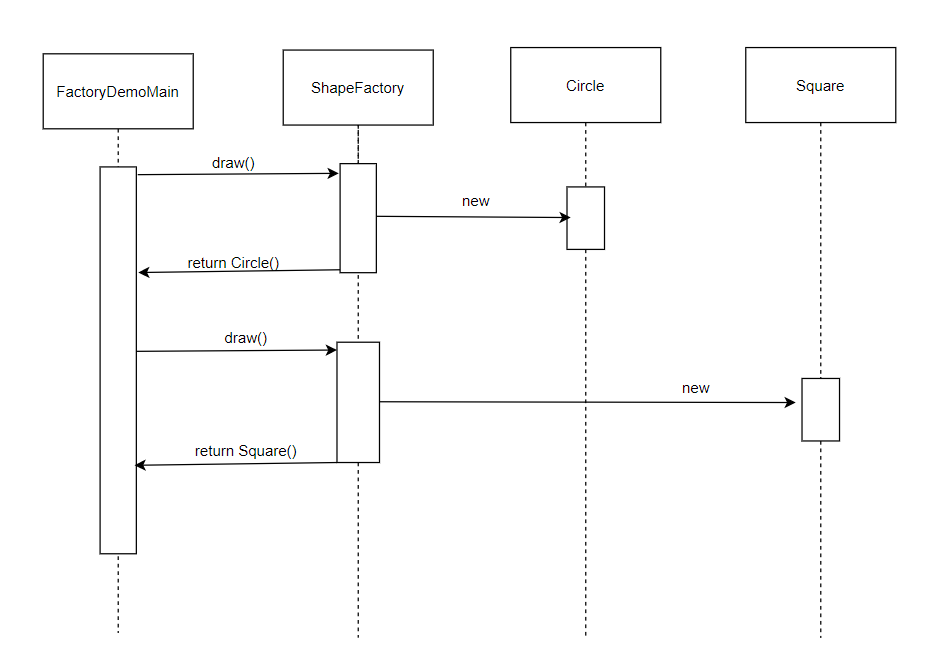 FactoryDemoMain
ShapeFactory
Circle
Square
draw()
new
return Circle()
draw()
new
return Square()